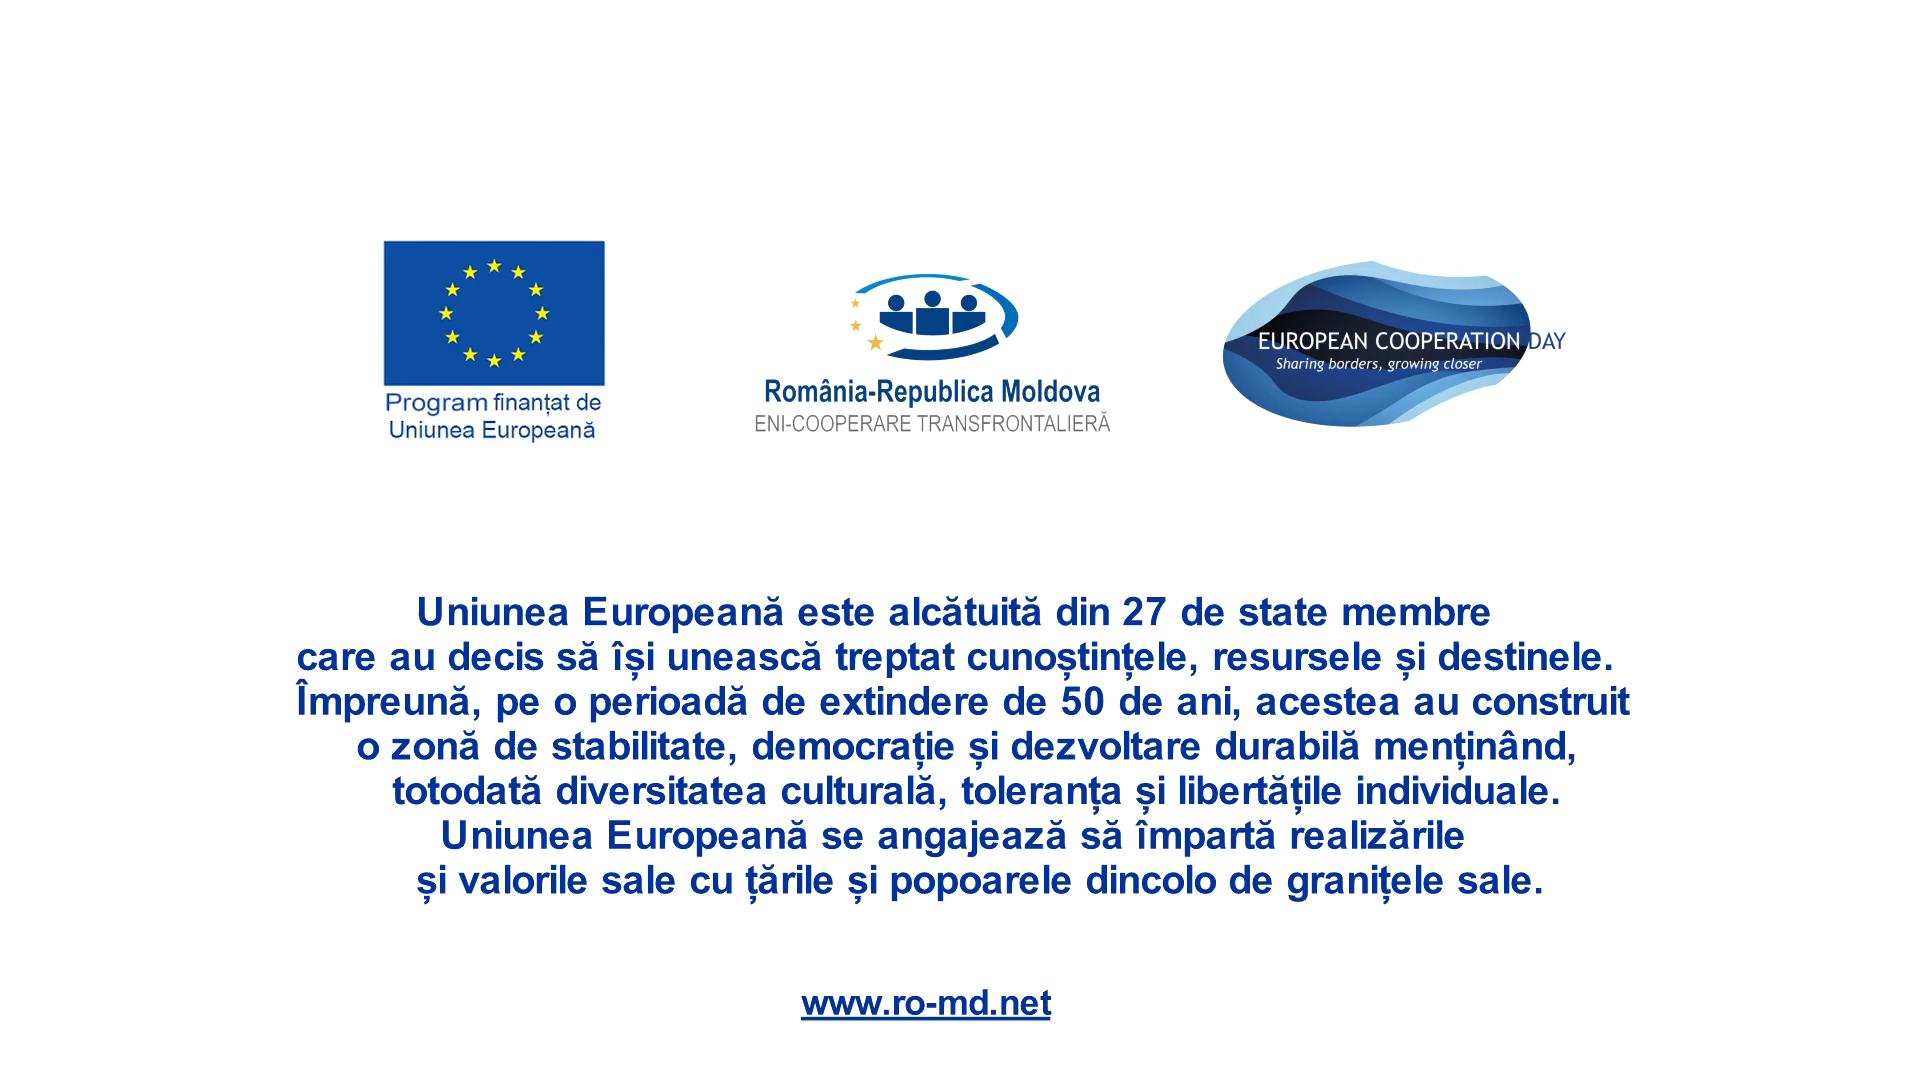 Program finanțat de
Uniunea Europeană
România-Republica Moldova
ENI-COOPERARE TRANSFRONTALIERĂ
EUROPEAN COOPERATION DAY
Sharing borders, growing closer
Uniunea Europeană este alcătuită din 27 de state membre
care au decis să își unească treptat cunoștințele, resursele și destinele.
Împreună, pe o perioadă de extindere de 50 de ani, acestea au construit
o zonă de stabilitate, democrație și dezvoltare durabilă menținând,
totodată diversitatea culturală, toleranța și libertățile individuale.
Uniunea Europeană se angajează să împartă realizările
și valorile sale cu țările și popoarele dincolo de granițele sale.
www.ro-md.net